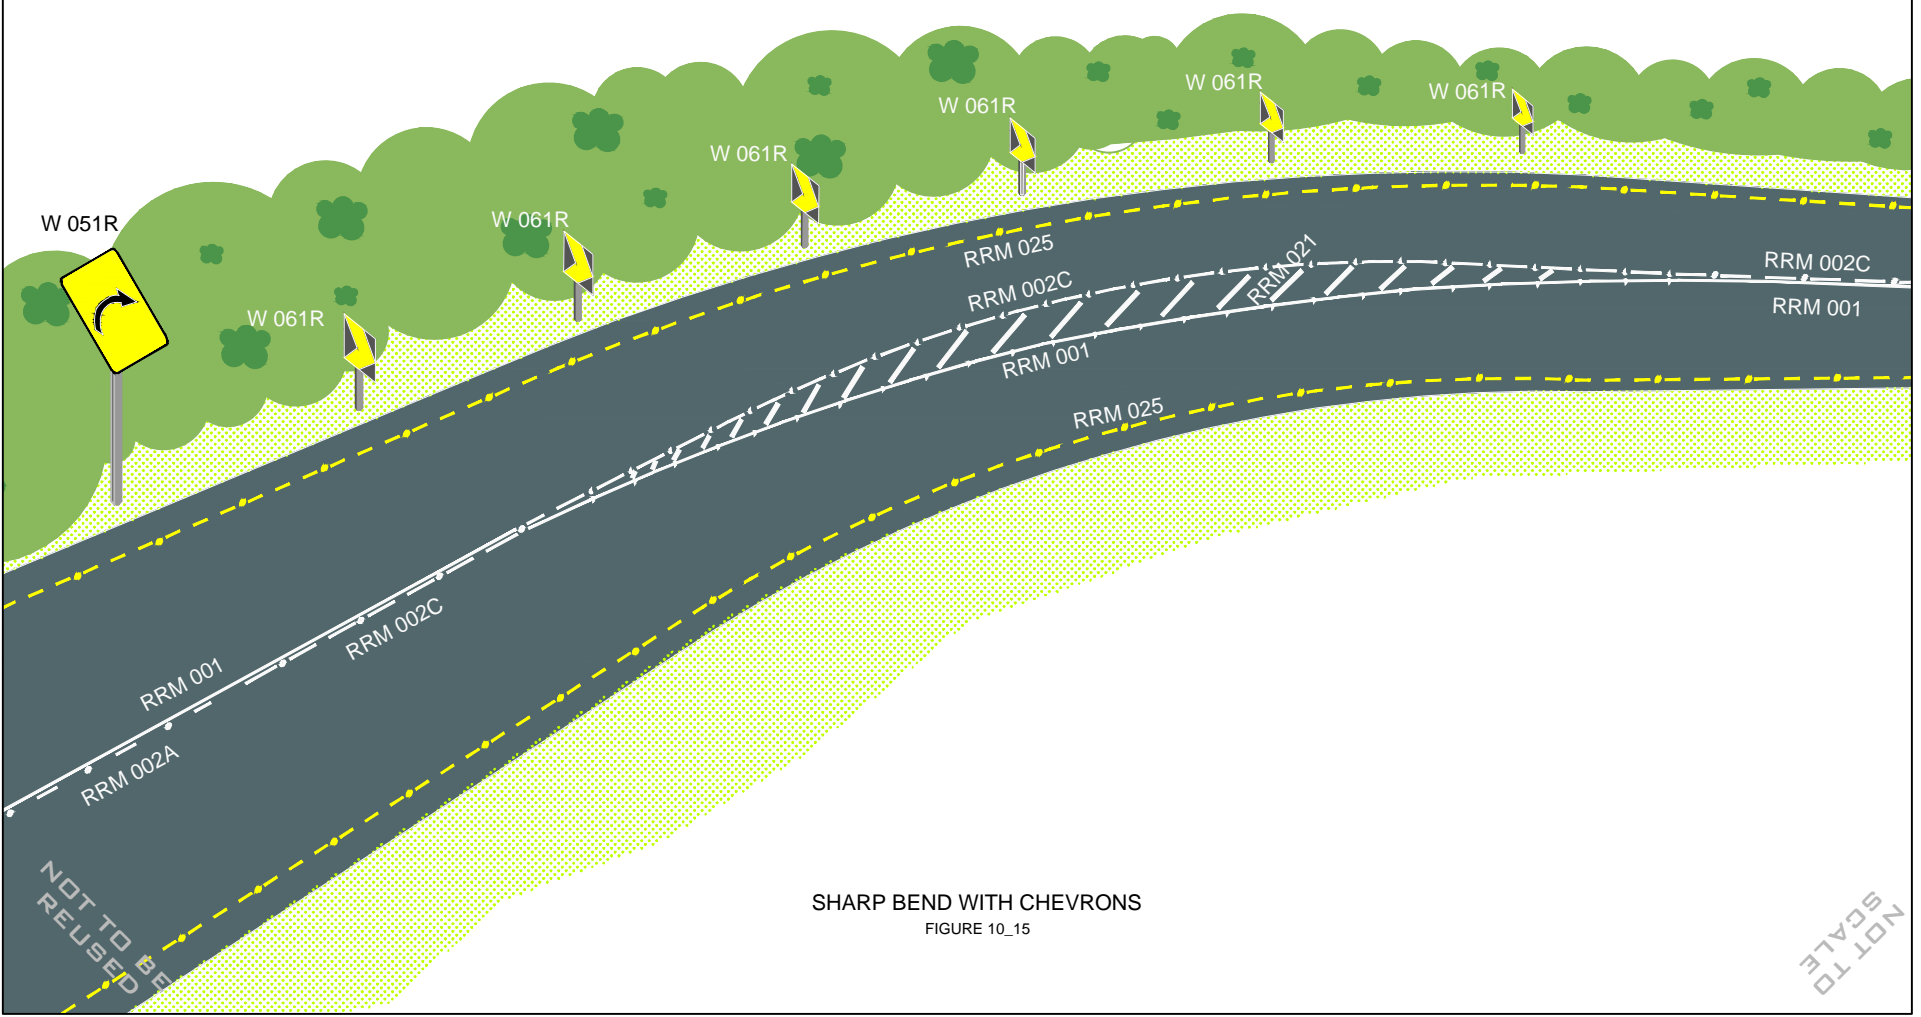 W 061R
W 061R
W 061R
W 061R
W 061R
W 051R
W 061R
W 061R
RRM 025
RRM 021
RRM 002C
RRM 002C
RRM 001
RRM 001
RRM 025
RRM 002C
RRM 001
RRM 002A
NOT TO BE
REUSED
SHARP BEND WITH CHEVRONS
FIGURE 10_15
NOT TO
SCALE